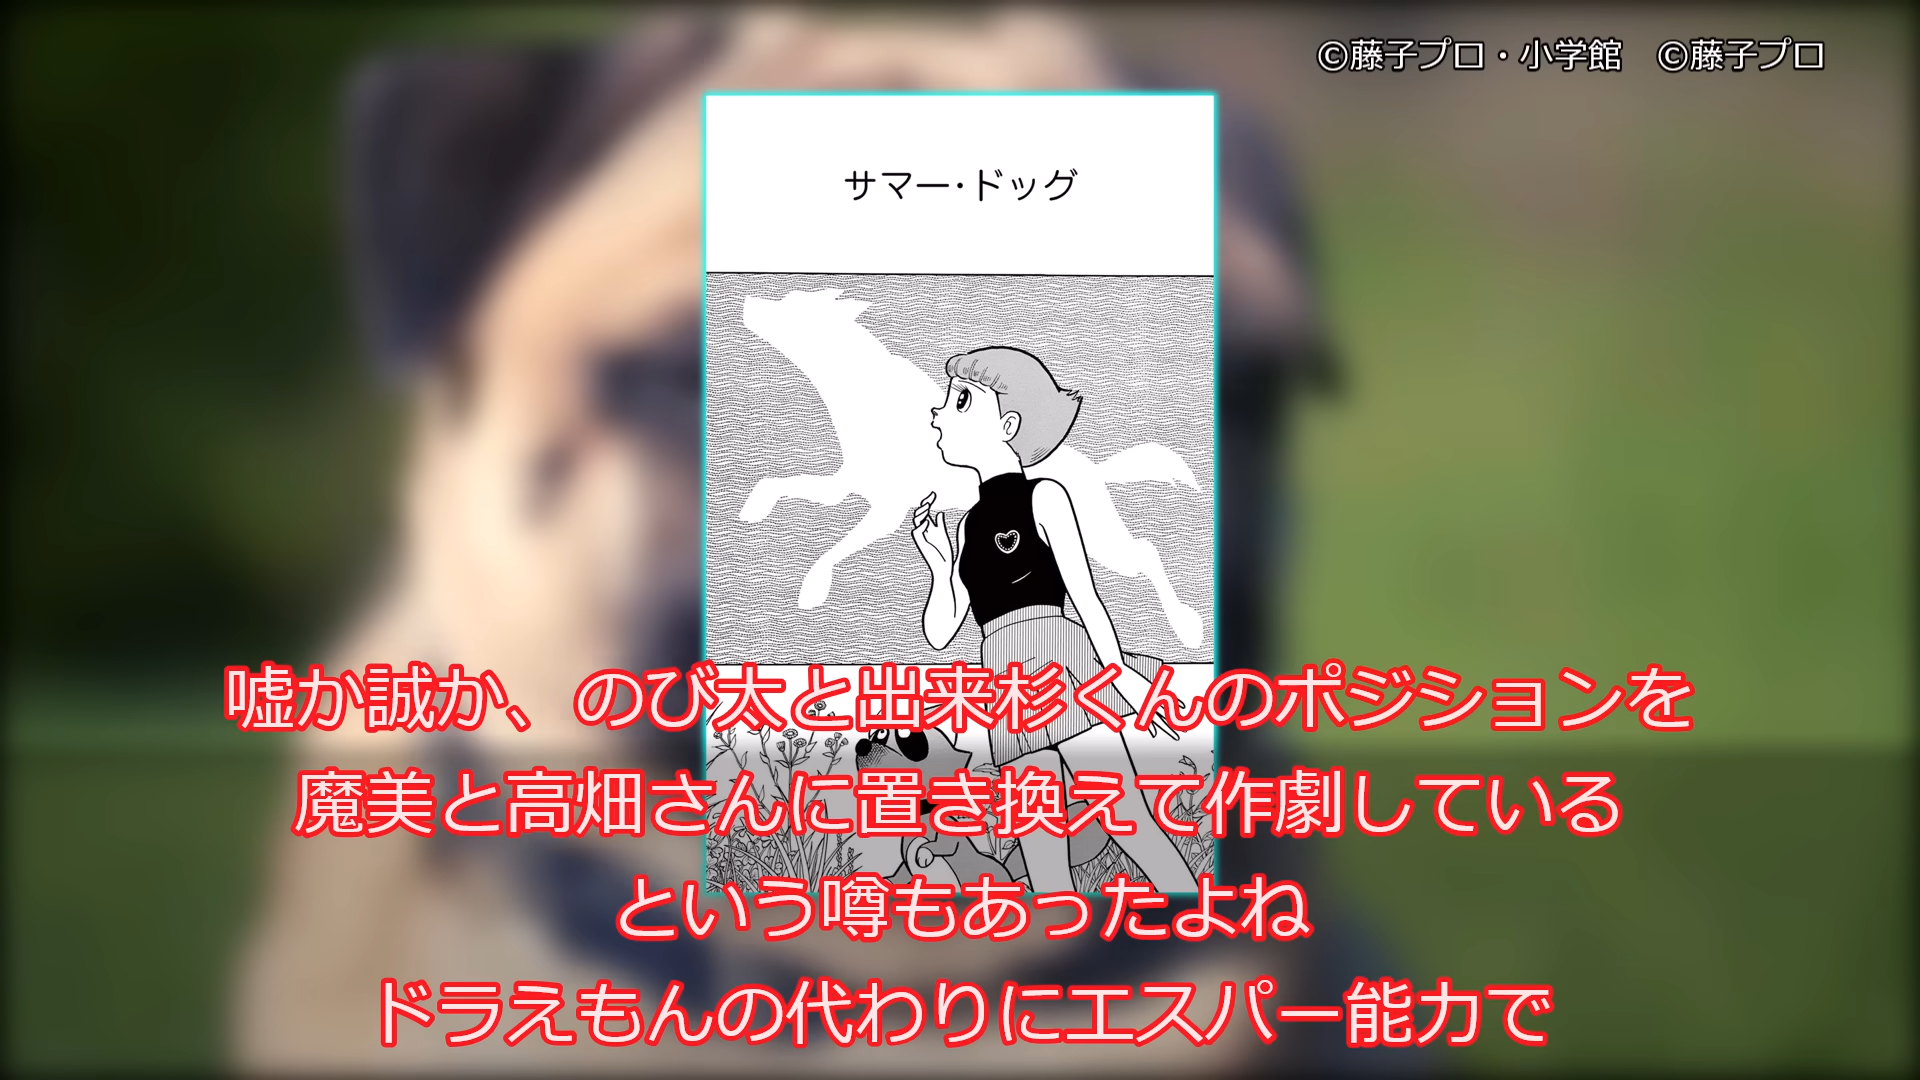 ©藤子プロ・小学館　©藤子プロ
サマー・ドッグ
嘘か誠か、のび太と出来杉くんのポジションを
魔美と高畑さんに置き換えて作劇している
という噂もあったよね
ドラえもんの代わりにエスパー能力で